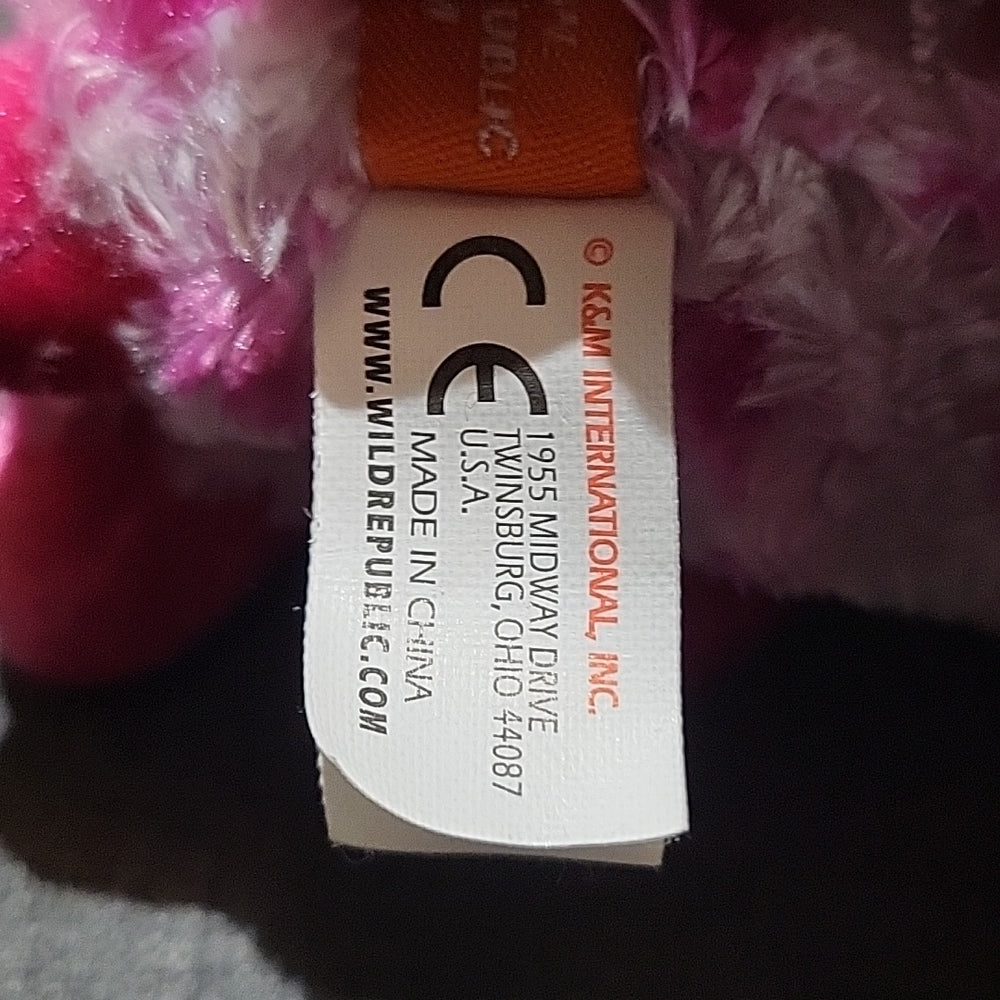 © K&M INTERNATIONAL, INC.
1955 MIDWAY DRIVE
TWINSBURG, OHIO 44087
U.S.A.
CE
MADE IN CHINA
WWW.WILDREPUBLIC.COM